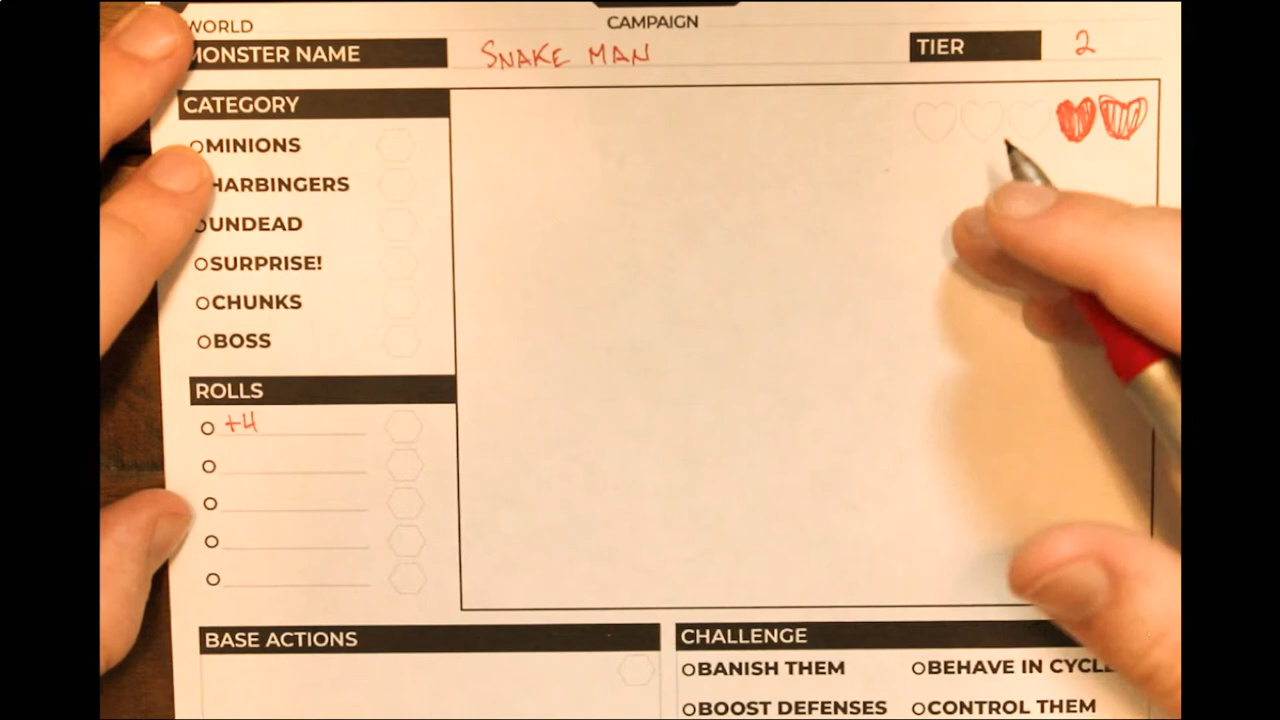 WORLD
CAMPAIGN
MONSTER NAME SNAKE MAN TIER 2
CATEGORY
MINIONS
HARBINGERS
UNDEAD
SURPRISE!
CHUNKS
BOSS
ROLLS
+4
BASE ACTIONS
CHALLENGE
BANISH THEM
BEHAVE IN CYCLE
BOOST DEFENSES
CONTROL THEM